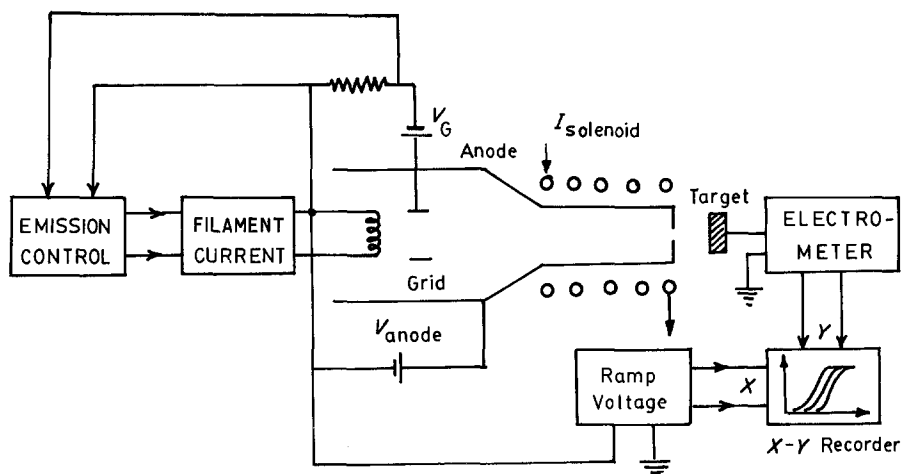 V_G
I_solenoid
Anode
Target
EMISSION
CONTROL
FILAMENT
CURRENT
ELECTRO-
METER
Grid
V_anode
Y
Ramp
Voltage
X
X-Y Recorder